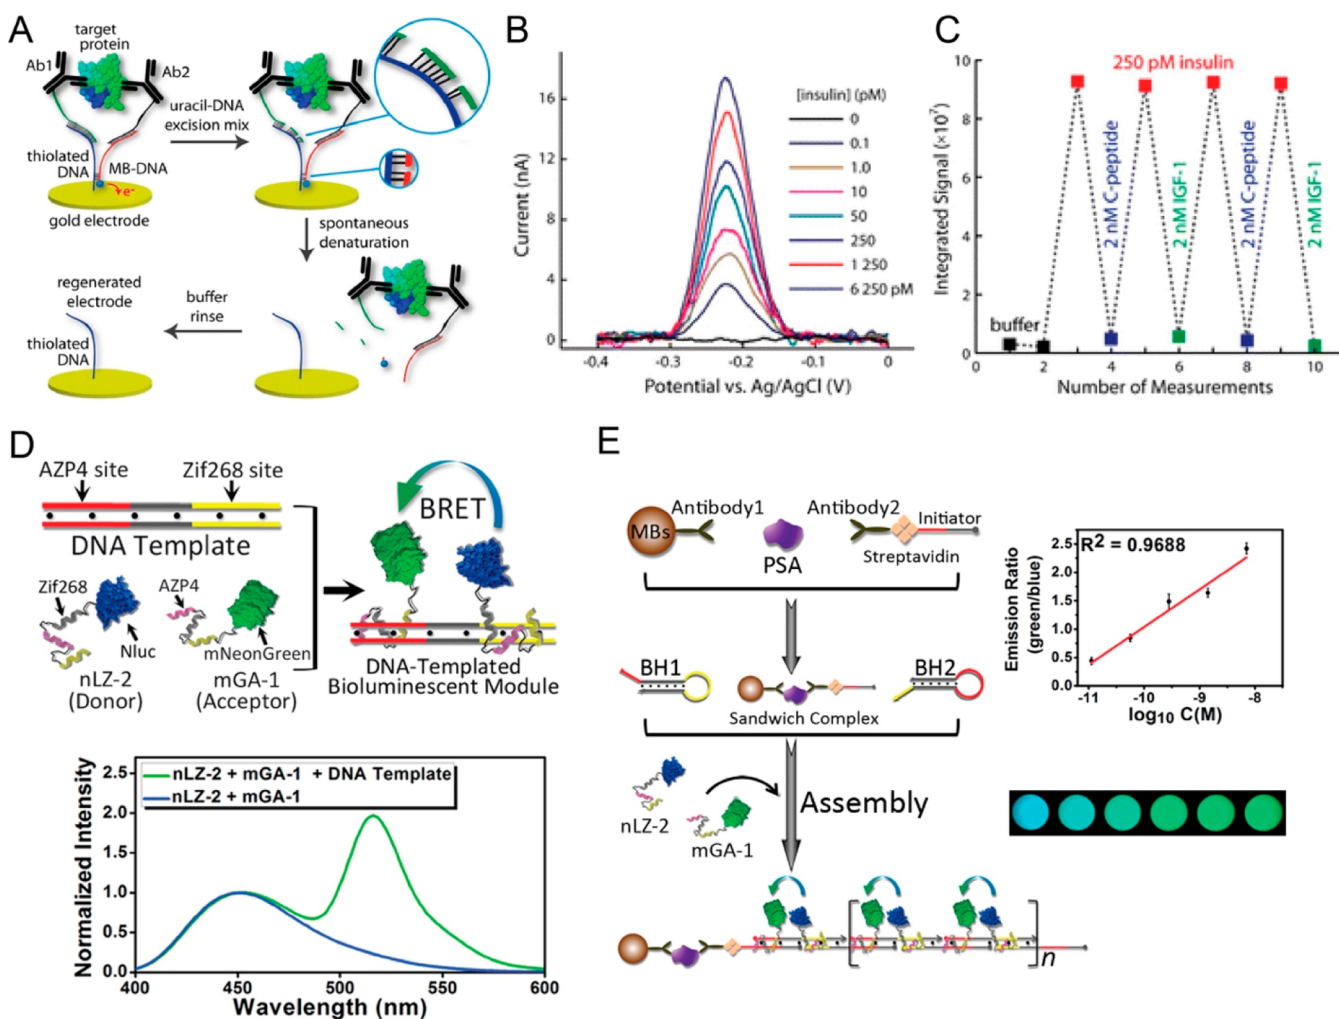 A
target
protein
Ab1
Ab2
uracil-DNA
excision mix
thiolated
DNA
MB-DNA
e-
gold electrode
spontaneous
denaturation
regenerated
electrode
buffer
rinse
thiolated
DNA
B
[insulin] (pM)
0
0.1
1.0
10
50
250
1 250
6 250 pM
16
12
8
4
0
Current (nA)
-0.4
-0.3
-0.2
-0.1
0
Potential vs. Ag/AgCl (V)
C
250 pM insulin
2 nM C-peptide
2 nM IGF-1
2 nM C-peptide
2 nM IGF-1
buffer
10
8
6
4
2
0
Integrated Signal (×10⁷)
0
2
4
6
8
10
Number of Measurements
D
AZP4 site
Zif268 site
DNA Template
Zif268
AZP4
Nluc
mNeonGreen
nLZ-2
(Donor)
mGA-1
(Acceptor)
BRET
DNA-Templated
Bioluminescent Module
nLZ-2 + mGA-1 + DNA Template
nLZ-2 + mGA-1
2.5
2.0
1.5
1.0
0.5
0.0
Normalized Intensity
400
450
500
550
600
Wavelength (nm)
E
MBs
Antibody1
PSA
Antibody2
Initiator
Streptavidin
BH1
Sandwich Complex
BH2
nLZ-2
mGA-1
Assembly
n
R² = 0.9688
2.5
2.0
1.5
1.0
0.5
0.0
Emission Ratio
(green/blue)
-11
-10
-9
-8
log₁₀ C(M)